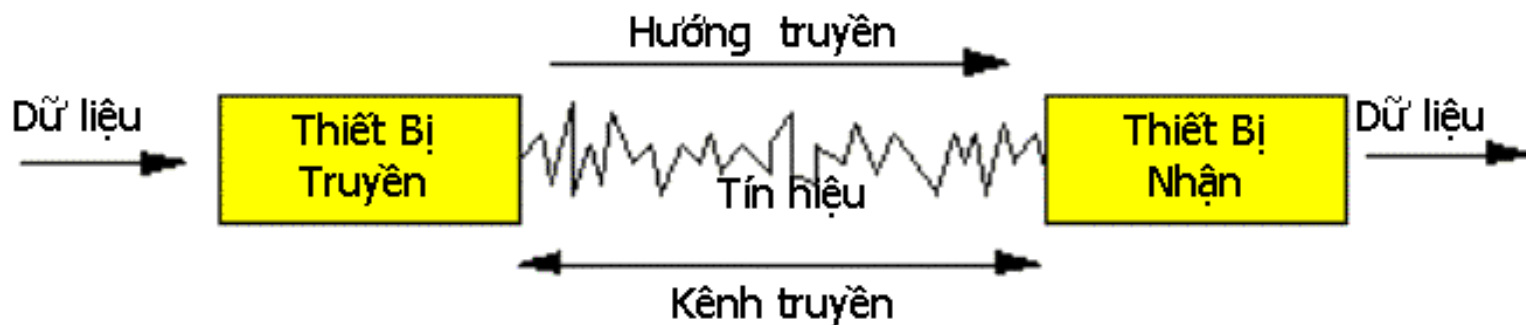 Hướng truyền
Dữ liệu
Thiết Bị
Truyền
Tín hiệu
Thiết Bị
Nhận
Dữ liệu
Kênh truyền